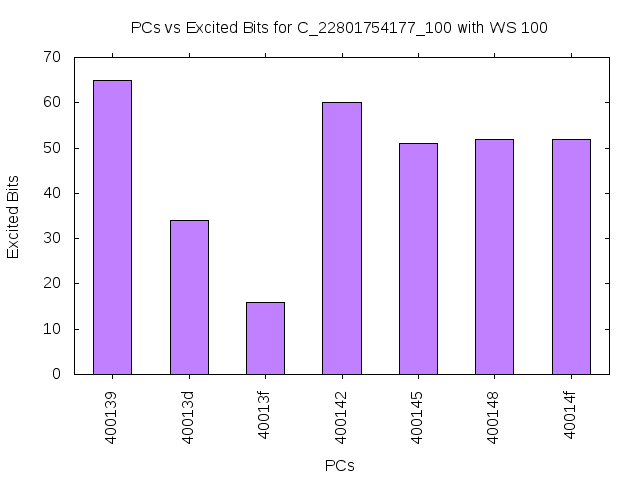 PCs vs Excited Bits for C_22801754177_100 with WS 100
70
60
50
40
30
20
10
0
Excited Bits
400139
40013d
40013f
400142
400145
400148
40014f
PCs